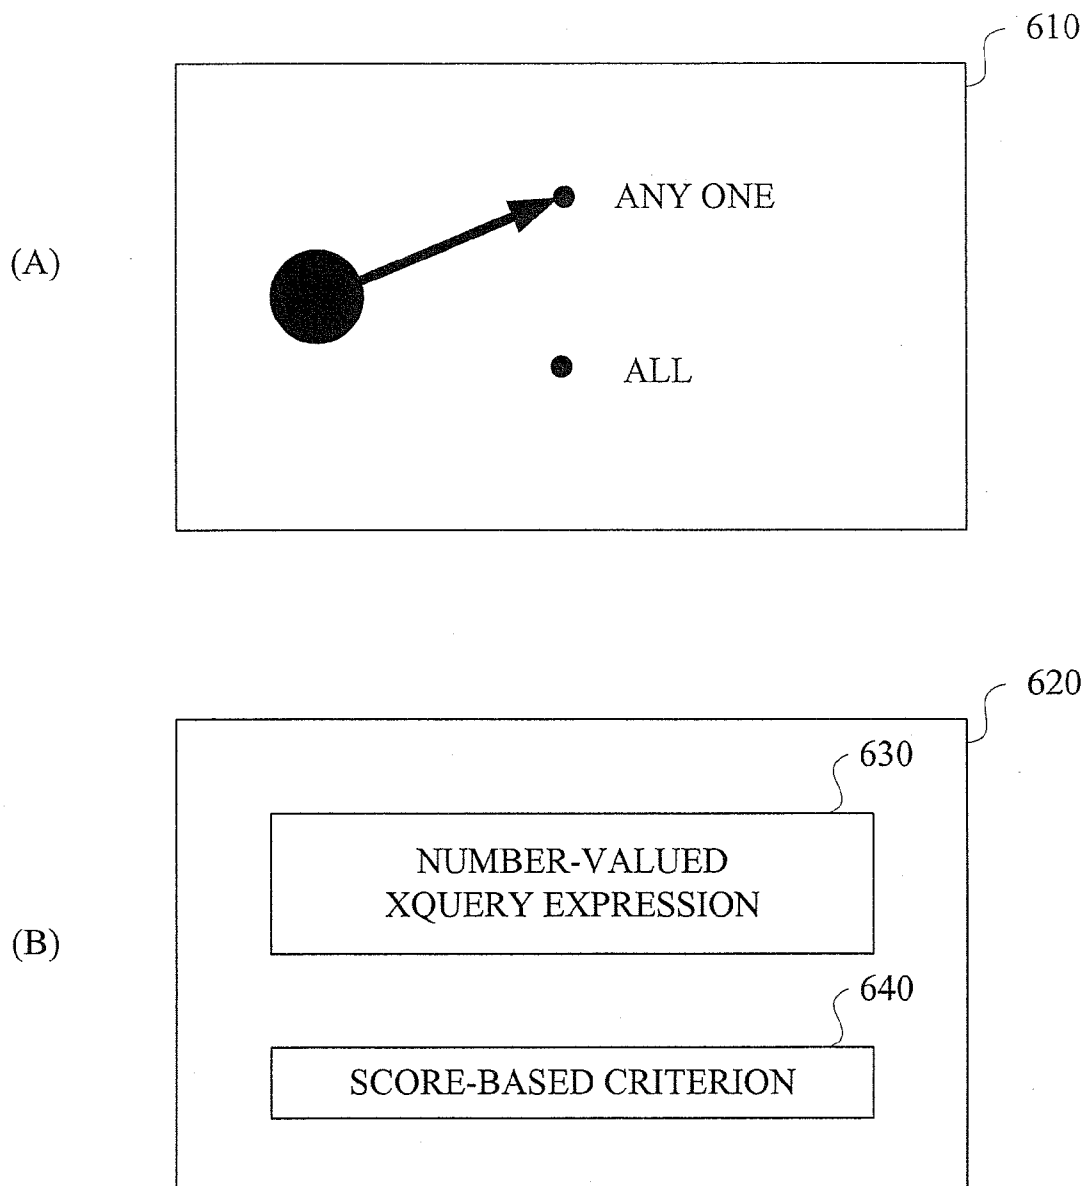 610
(A)
ANY ONE
ALL
620
630
NUMBER-VALUED
XQUERY EXPRESSION
(B)
640
SCORE-BASED CRITERION